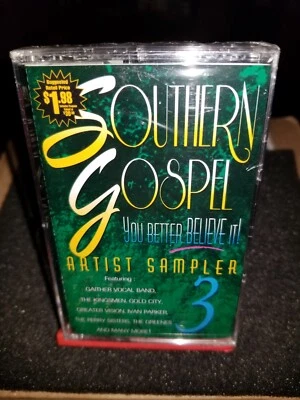 Suggested
Retail Price
$1.98
SOUTHERN
GOSPEL
YOU BETTER BELIEVE IT!
ARTIST SAMPLER
3
Featuring
GAITHER VOCAL BAND,
THE KINGSMEN, GOLD CITY,
GREATER VISION, IVAN PARKER,
THE PERRY SISTERS, THE GREENES
AND MANY MORE!